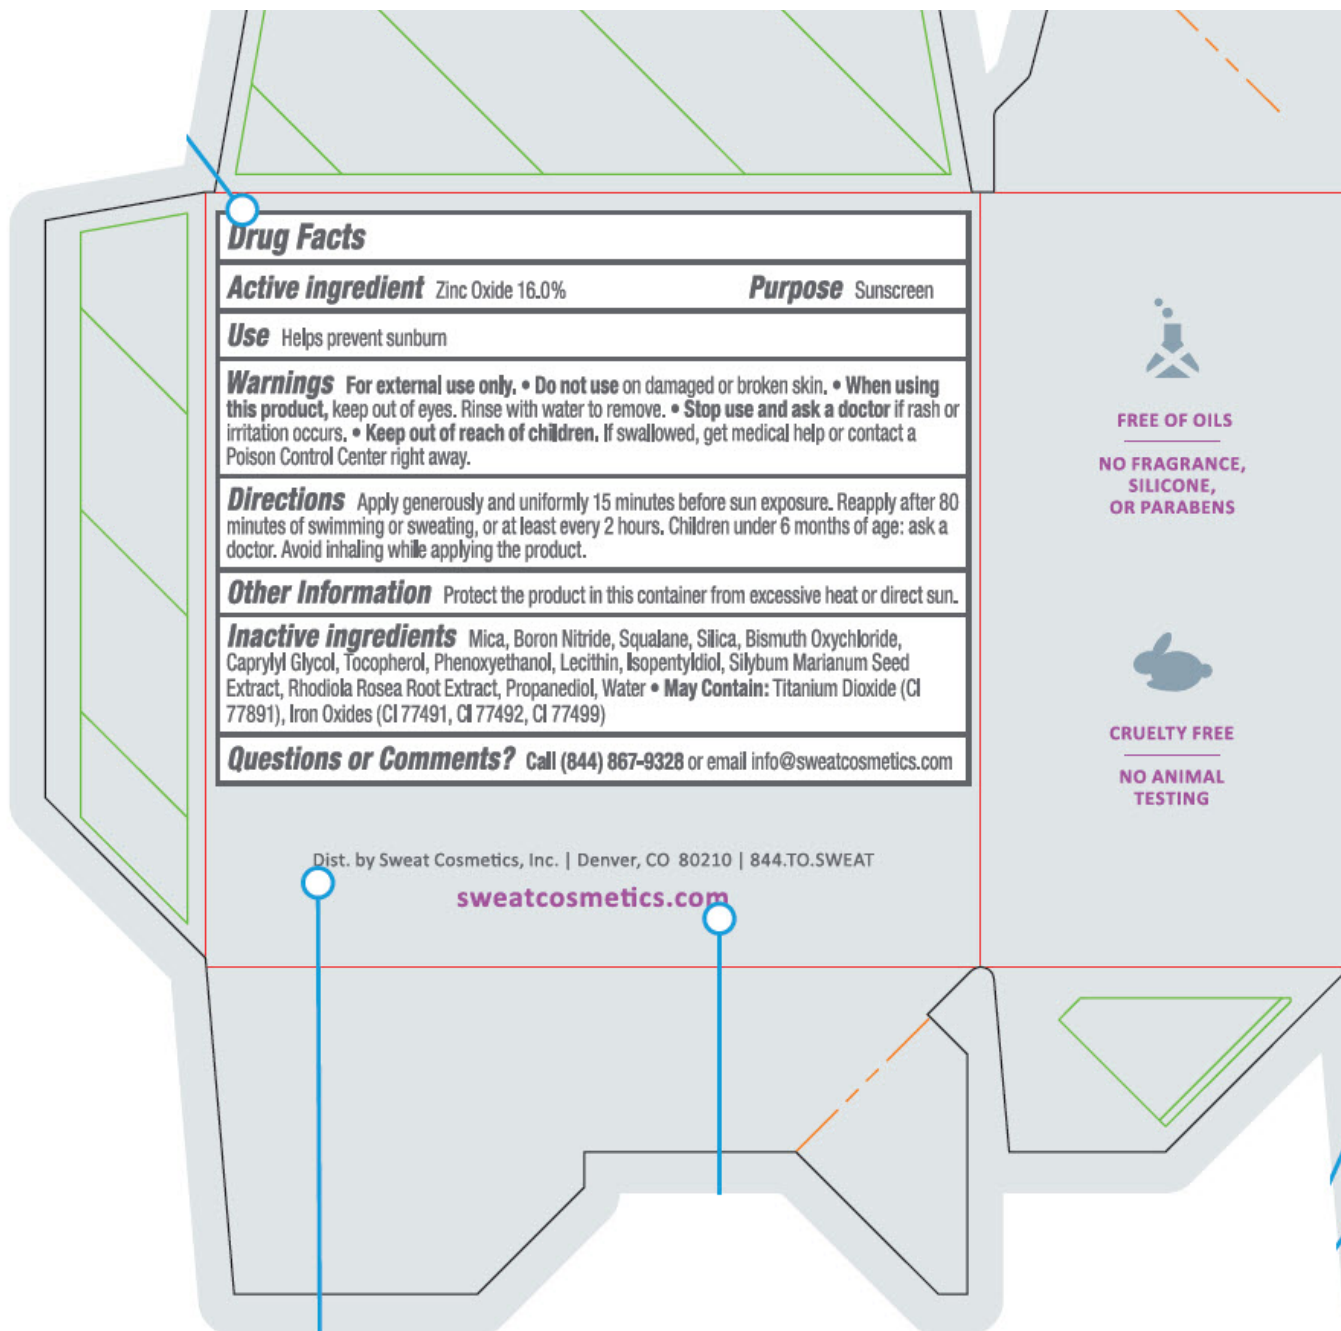 Drug Facts
Active ingredient Zinc Oxide 16.0% Purpose Sunscreen
Use Helps prevent sunburn
Warnings For external use only. • Do not use on damaged or broken skin. • When using
this product, keep out of eyes. Rinse with water to remove. • Stop use and ask a doctor if rash or
irritation occurs. • Keep out of reach of children. If swallowed, get medical help or contact a
Poison Control Center right away.
Directions Apply generously and uniformly 15 minutes before sun exposure. Reapply after 80
minutes of swimming or sweating, or at least every 2 hours. Children under 6 months of age: ask a
doctor. Avoid inhaling while applying the product.
Other Information Protect the product in this container from excessive heat or direct sun.
Inactive ingredients Mica, Boron Nitride, Squalane, Silica, Bismuth Oxychloride,
Caprylyl Glycol, Tocopherol, Phenoxyethanol, Lecithin, Isopentyldiol, Silybum Marianum Seed
Extract, Rhodiola Rosea Root Extract, Propanediol, Water • May Contain: Titanium Dioxide (CI
77891), Iron Oxides (CI 77491, CI 77492, CI 77499)
Questions or Comments? Call (844) 867-9328 or email info@sweatcosmetics.com
Dist. by Sweat Cosmetics, Inc. | Denver, CO 80210 | 844.TO.SWEAT
sweatcosmetics.com
FREE OF OILS
NO FRAGRANCE,
SILICONE,
OR PARABENS
CRUELTY FREE
NO ANIMAL
TESTING